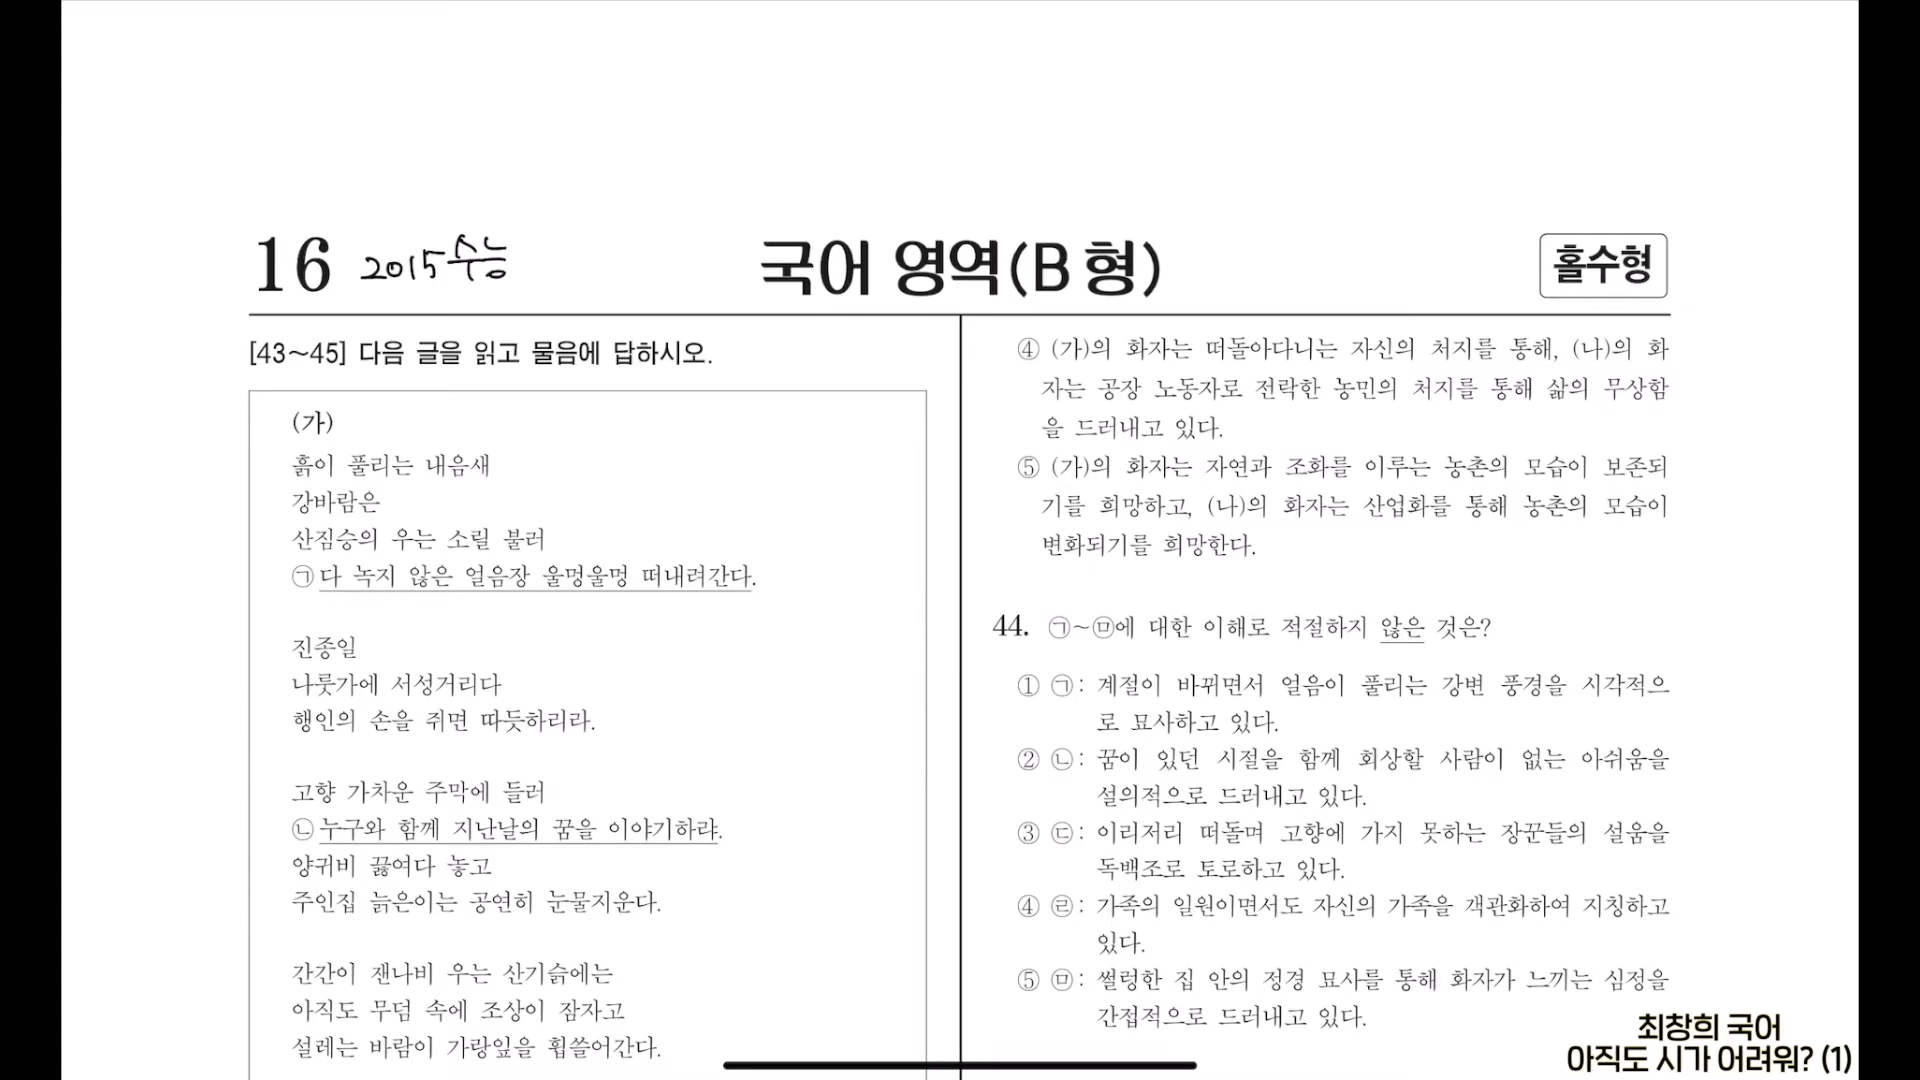 16 2015 수능 국어 영역(B 형) 홀수형
[43~45] 다음 글을 읽고 물음에 답하시오.
(가)
흙이 풀리는 내음새
강바람은
산짐승의 우는 소릴 불러
㉠다 녹지 않은 얼음장 울멍울멍 떠내려간다.
진종일
나룻가에 서성거리다
행인의 손을 쥐면 따듯하리라.
고향 가차운 주막에 들러
㉡누구와 함께 지난날의 꿈을 이야기하랴.
양귀비 끓여다 놓고
주인집 늙은이는 공연히 눈물지운다.
간간이 잰나비 우는 산기슭에는
아직도 무덤 속에 조상이 잠자고
설레는 바람이 가랑잎을 휩쓸어간다.
④ (가)의 화자는 떠돌아다니는 자신의 처지를 통해, (나)의 화
자는 공장 노동자로 전락한 농민의 처지를 통해 삶의 무상함
을 드러내고 있다.
⑤ (가)의 화자는 자연과 조화를 이루는 농촌의 모습이 보존되
기를 희망하고, (나)의 화자는 산업화를 통해 농촌의 모습이
변화되기를 희망한다.
44. ㉠~㉤에 대한 이해로 적절하지 않은 것은?
① ㉠: 계절이 바뀌면서 얼음이 풀리는 강변 풍경을 시각적으
로 묘사하고 있다.
② ㉡: 꿈이 있던 시절을 함께 회상할 사람이 없는 아쉬움을
설의적으로 드러내고 있다.
③ ㉢: 이리저리 떠돌며 고향에 가지 못하는 장꾼들의 설움을
독백조로 토로하고 있다.
④ ㉣: 가족의 일원이면서도 자신의 가족을 객관화하여 지칭하고
있다.
⑤ ㉤: 썰렁한 집 안의 정경 묘사를 통해 화자가 느끼는 심정을
간접적으로 드러내고 있다.
최창희 국어
아직도 시가 어려워? (1)